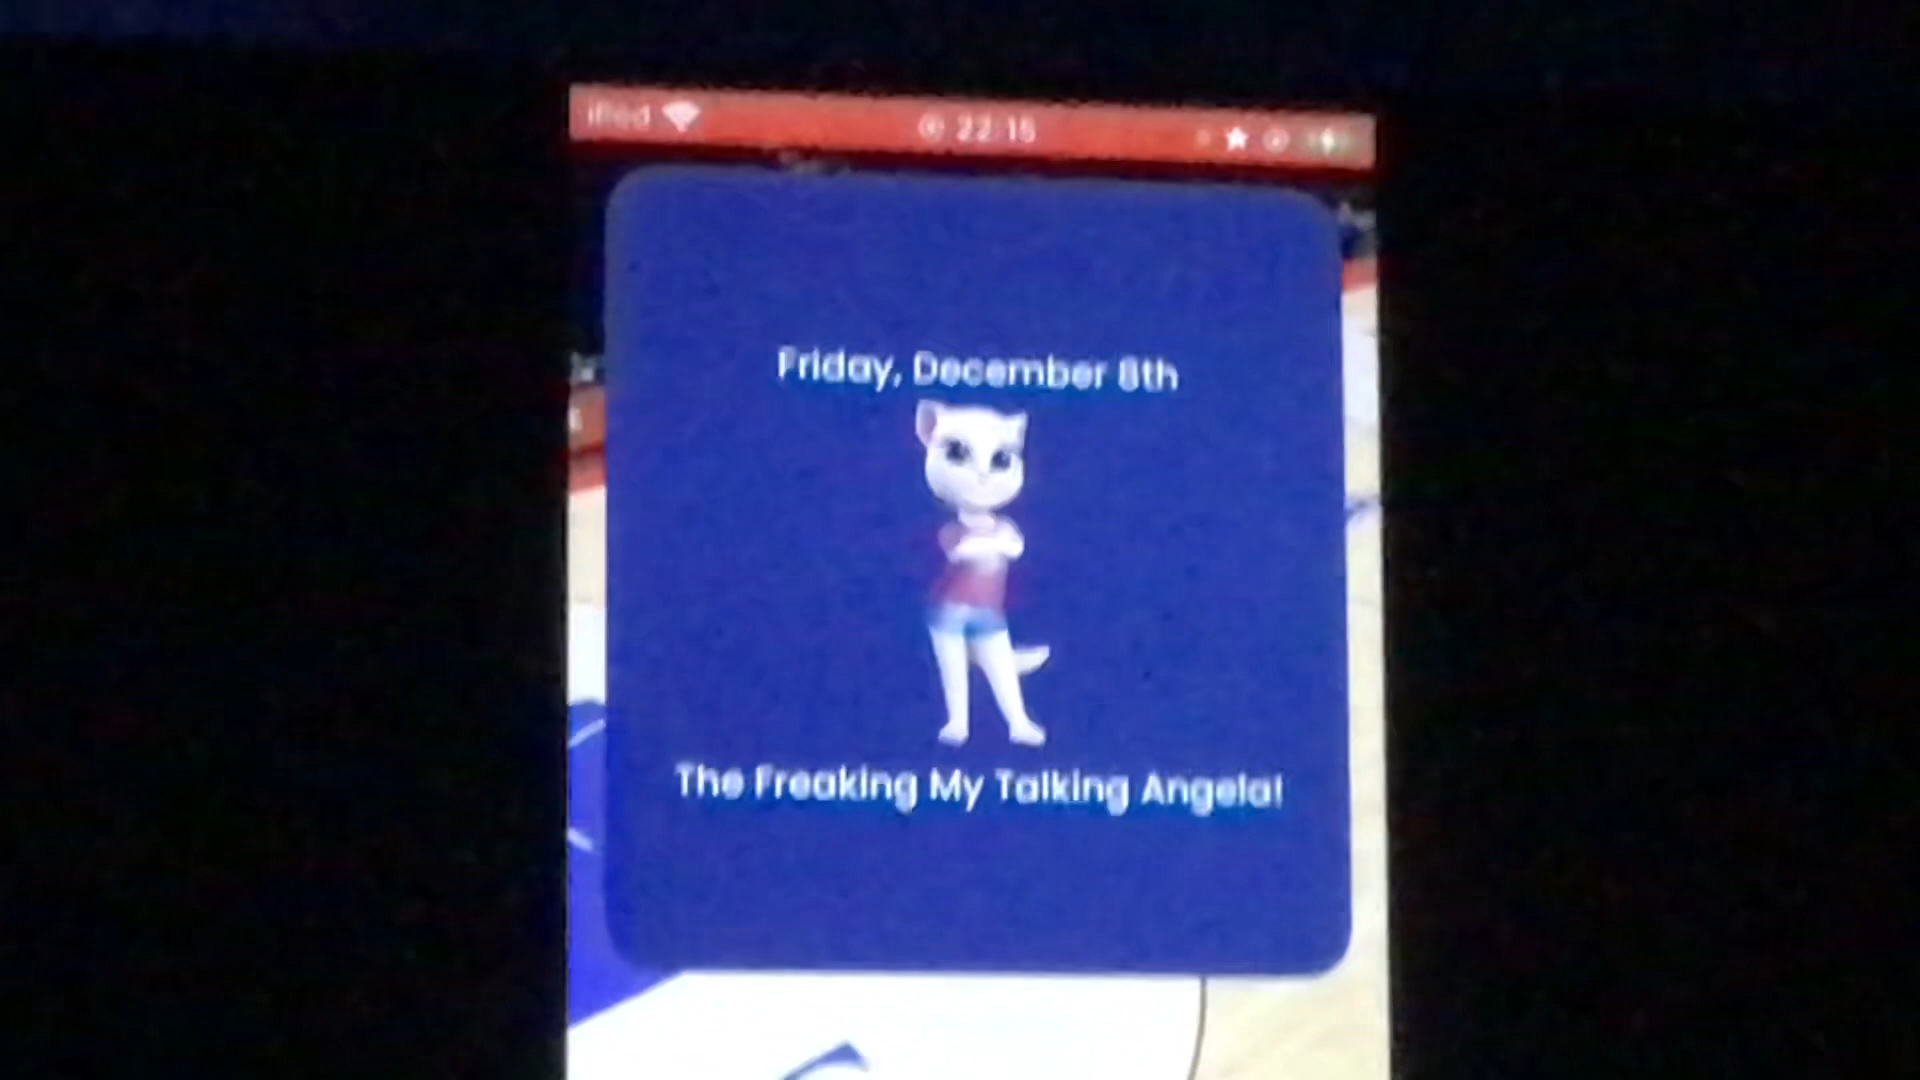 iPod 22:15
Friday, December 8th
The Freaking My Talking Angela!